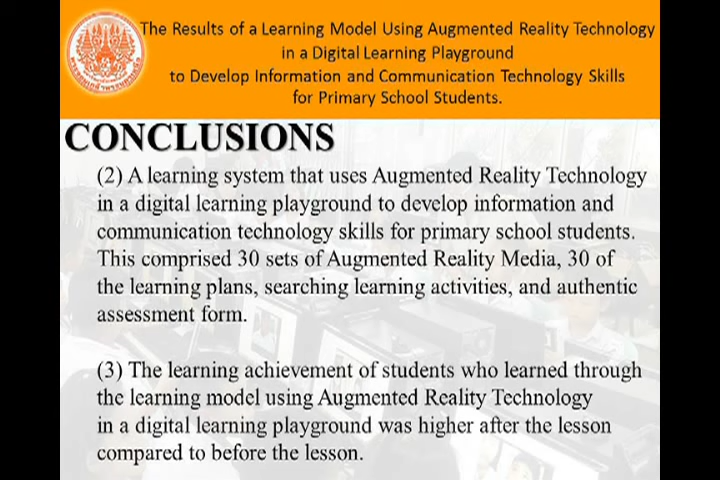 The Results of a Learning Model Using Augmented Reality Technology
in a Digital Learning Playground
to Develop Information and Communication Technology Skills
for Primary School Students.
CONCLUSIONS
(2) A learning system that uses Augmented Reality Technology
in a digital learning playground to develop information and
communication technology skills for primary school students.
This comprised 30 sets of Augmented Reality Media, 30 of
the learning plans, searching learning activities, and authentic
assessment form.
(3) The learning achievement of students who learned through
the learning model using Augmented Reality Technology
in a digital learning playground was higher after the lesson
compared to before the lesson.